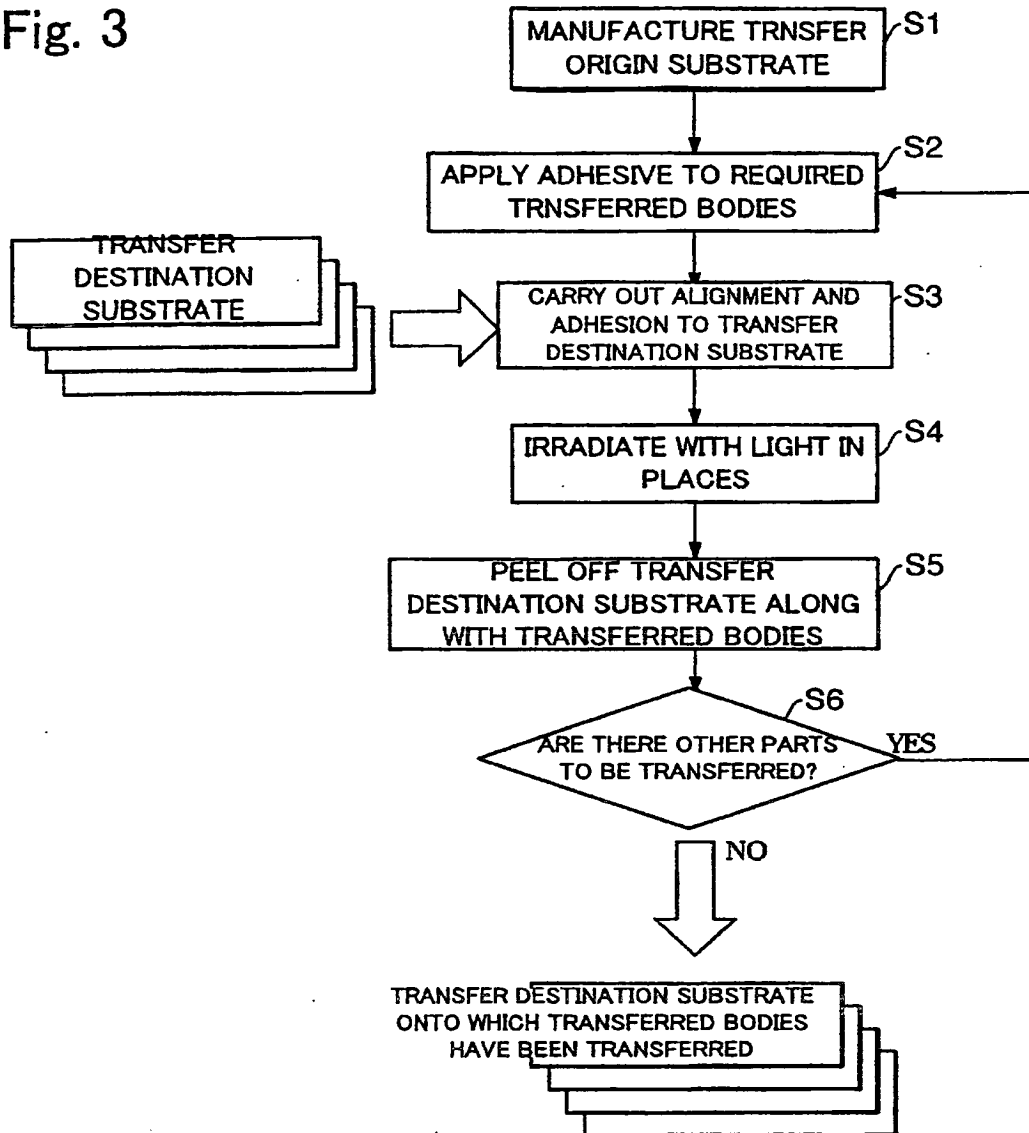 Fig. 3
MANUFACTURE TRNSFER
ORIGIN SUBSTRATE
S1
APPLY ADHESIVE TO REQUIRED
TRNSFERRED BODIES
S2
TRANSFER
DESTINATION
SUBSTRATE
CARRY OUT ALIGNMENT AND
ADHESION TO TRANSFER
DESTINATION SUBSTRATE
S3
IRRADIATE WITH LIGHT IN
PLACES
S4
PEEL OFF TRANSFER
DESTINATION SUBSTRATE ALONG
WITH TRANSFERRED BODIES
S5
S6
ARE THERE OTHER PARTS
TO BE TRANSFERRED?
YES
NO
TRANSFER DESTINATION SUBSTRATE
ONTO WHICH TRANSFERRED BODIES
HAVE BEEN TRANSFERRED